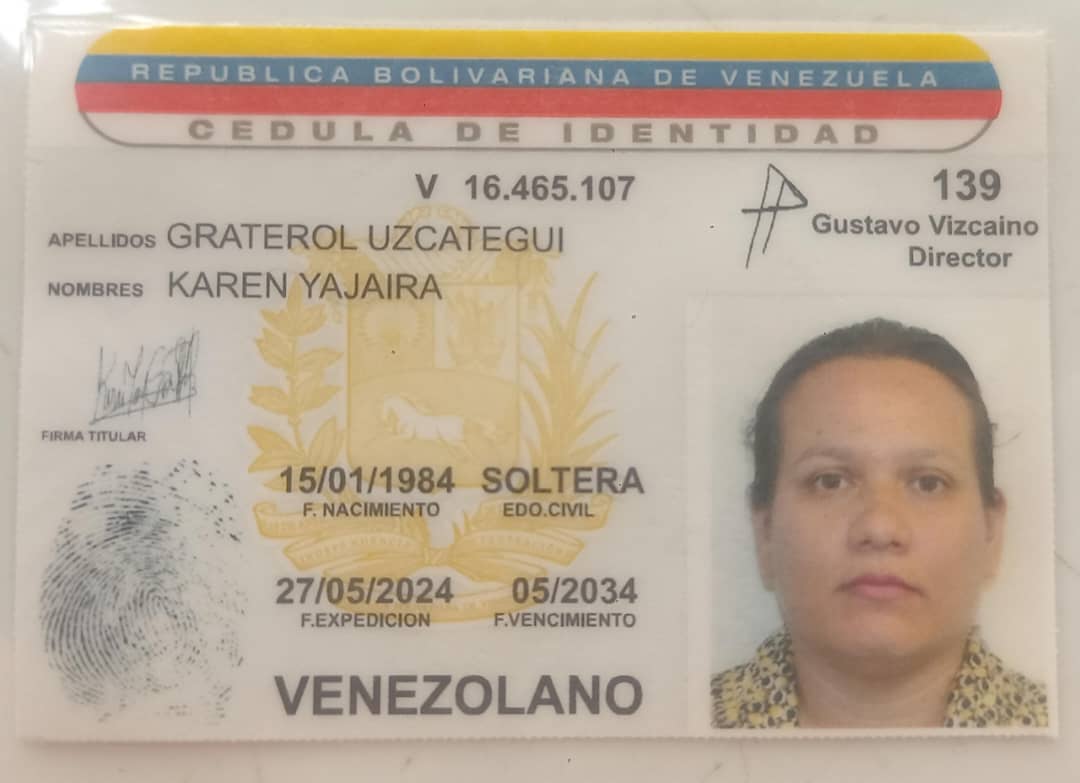 REPUBLICA BOLIVARIANA DE VENEZUELA
CEDULA DE IDENTIDAD
V 16.465.107
139
Gustavo Vizcaino
Director
APELLIDOS GRATEROL UZCATEGUI
NOMBRES KAREN YAJAIRA
FIRMA TITULAR
15/01/1984 SOLTERA
F. NACIMIENTO EDO.CIVIL
27/05/2024 05/2034
F.EXPEDICION F.VENCIMIENTO
VENEZOLANO